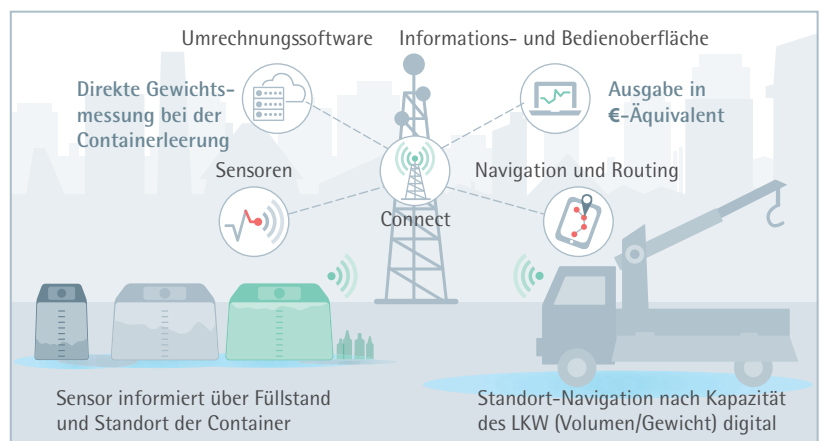 Umrechnungssoftware
Informations- und Bedienoberfläche
Direkte Gewichts-
messung bei der
Containerleerung
Ausgabe in
€-Äquivalent
Sensoren
Navigation und Routing
Connect
Sensor informiert über Füllstand
und Standort der Container
Standort-Navigation nach Kapazität
des LKW (Volumen/Gewicht) digital